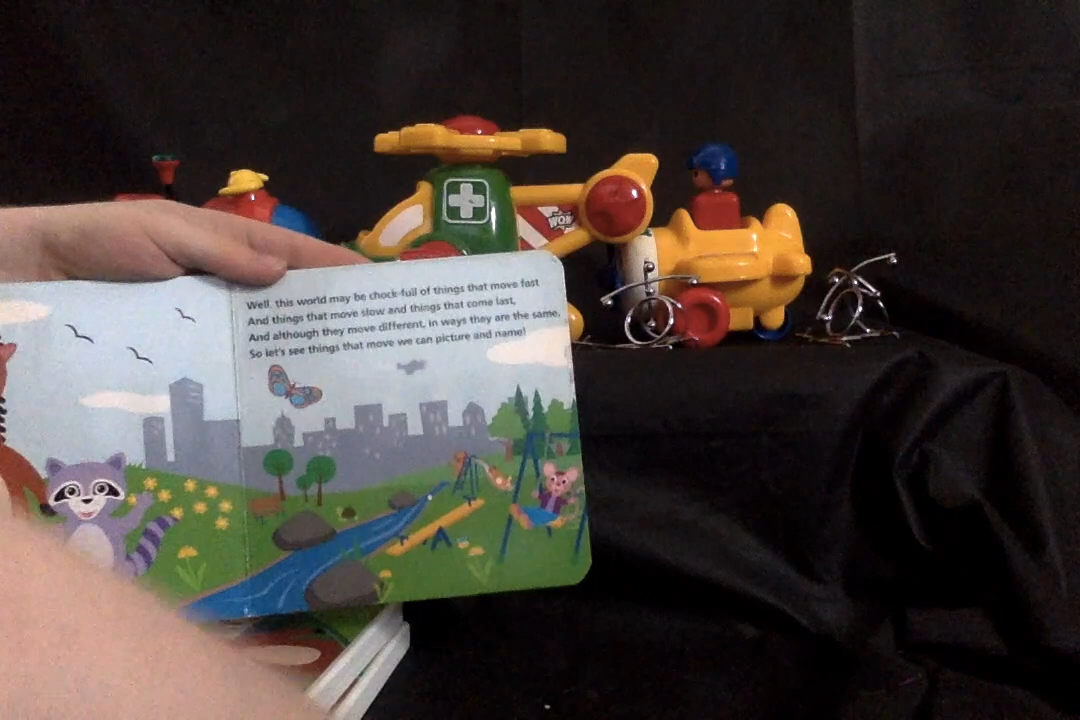 WOW
Well, this world may be chock-full of things that move fast
And things that move slow and things that come last,
And although they move different, in ways they are the same,
So let's see things that move we can picture and name!